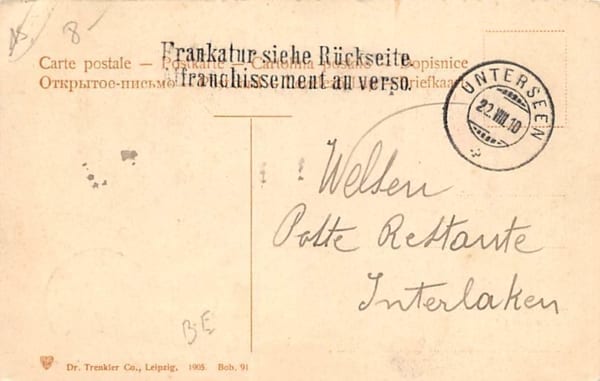 8-
Frankatur siehe Rückseite.
Carte postale — Postkarte — Cartolina postale — Dopisnice
Affranchissement au verso.
Открытое письмо
UNTERSEEN
22.VIII.10
Poste Restante
Interlaken
BE
Dr. Trenkler Co., Leipzig, 1905. Bob. 91